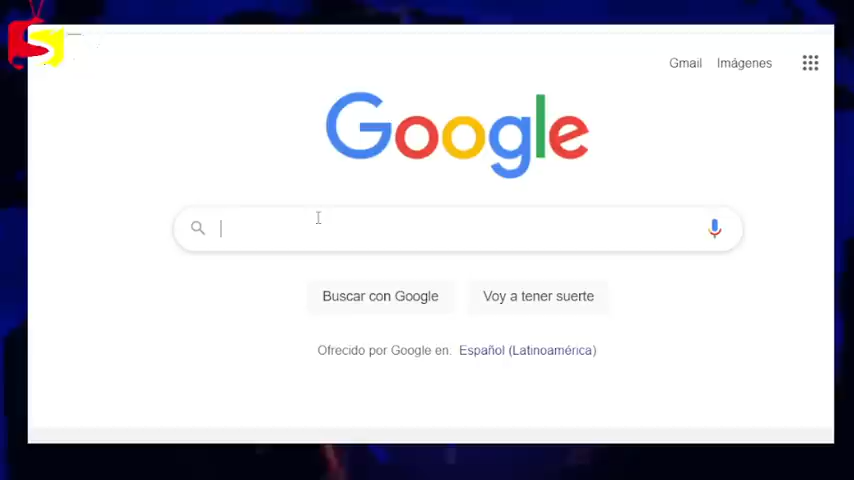 Gmail Imágenes
Google
Buscar con Google Voy a tener suerte
Ofrecido por Google en. Español (Latinoamérica)